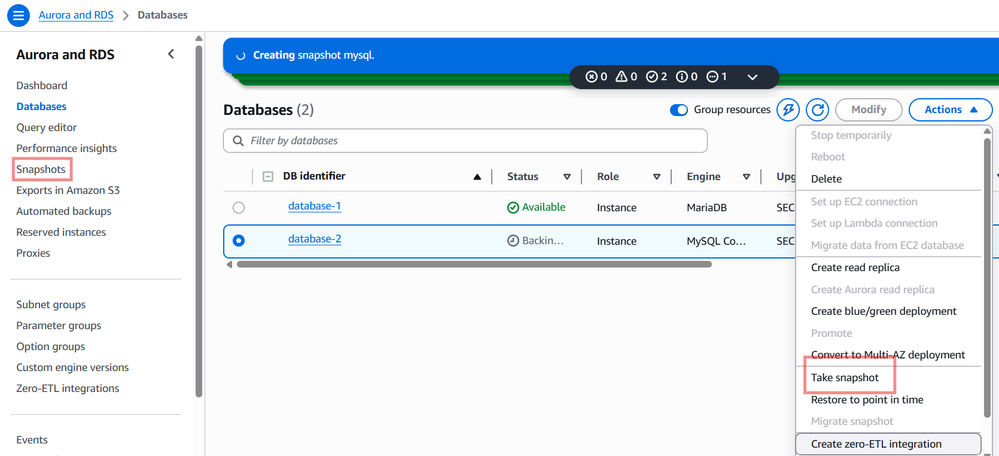 Aurora and RDS > Databases
Aurora and RDS
Dashboard
Databases
Query editor
Performance insights
Snapshots
Exports in Amazon S3
Automated backups
Reserved instances
Proxies
Subnet groups
Parameter groups
Option groups
Custom engine versions
Zero-ETL integrations
Events
Creating snapshot mysql.
0 0 2 0 1
Databases (2)
Group resources
Modify
Actions
Filter by databases
DB identifier Status Role Engine Upg
database-1 Available Instance MariaDB SEC
database-2 Backin... Instance MySQL Co... SEC
Stop temporarily
Reboot
Delete
Set up EC2 connection
Set up Lambda connection
Migrate data from EC2 database
Create read replica
Create Aurora read replica
Create blue/green deployment
Promote
Convert to Multi-AZ deployment
Take snapshot
Restore to point in time
Migrate snapshot
Create zero-ETL integration